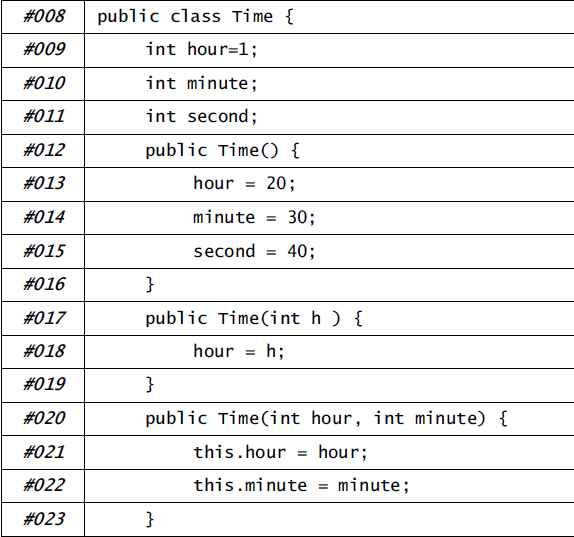 #008 public class Time {
#009 int hour=1;
#010 int minute;
#011 int second;
#012 public Time() {
#013 hour = 20;
#014 minute = 30;
#015 second = 40;
#016 }
#017 public Time(int h ) {
#018 hour = h;
#019 }
#020 public Time(int hour, int minute) {
#021 this.hour = hour;
#022 this.minute = minute;
#023 }